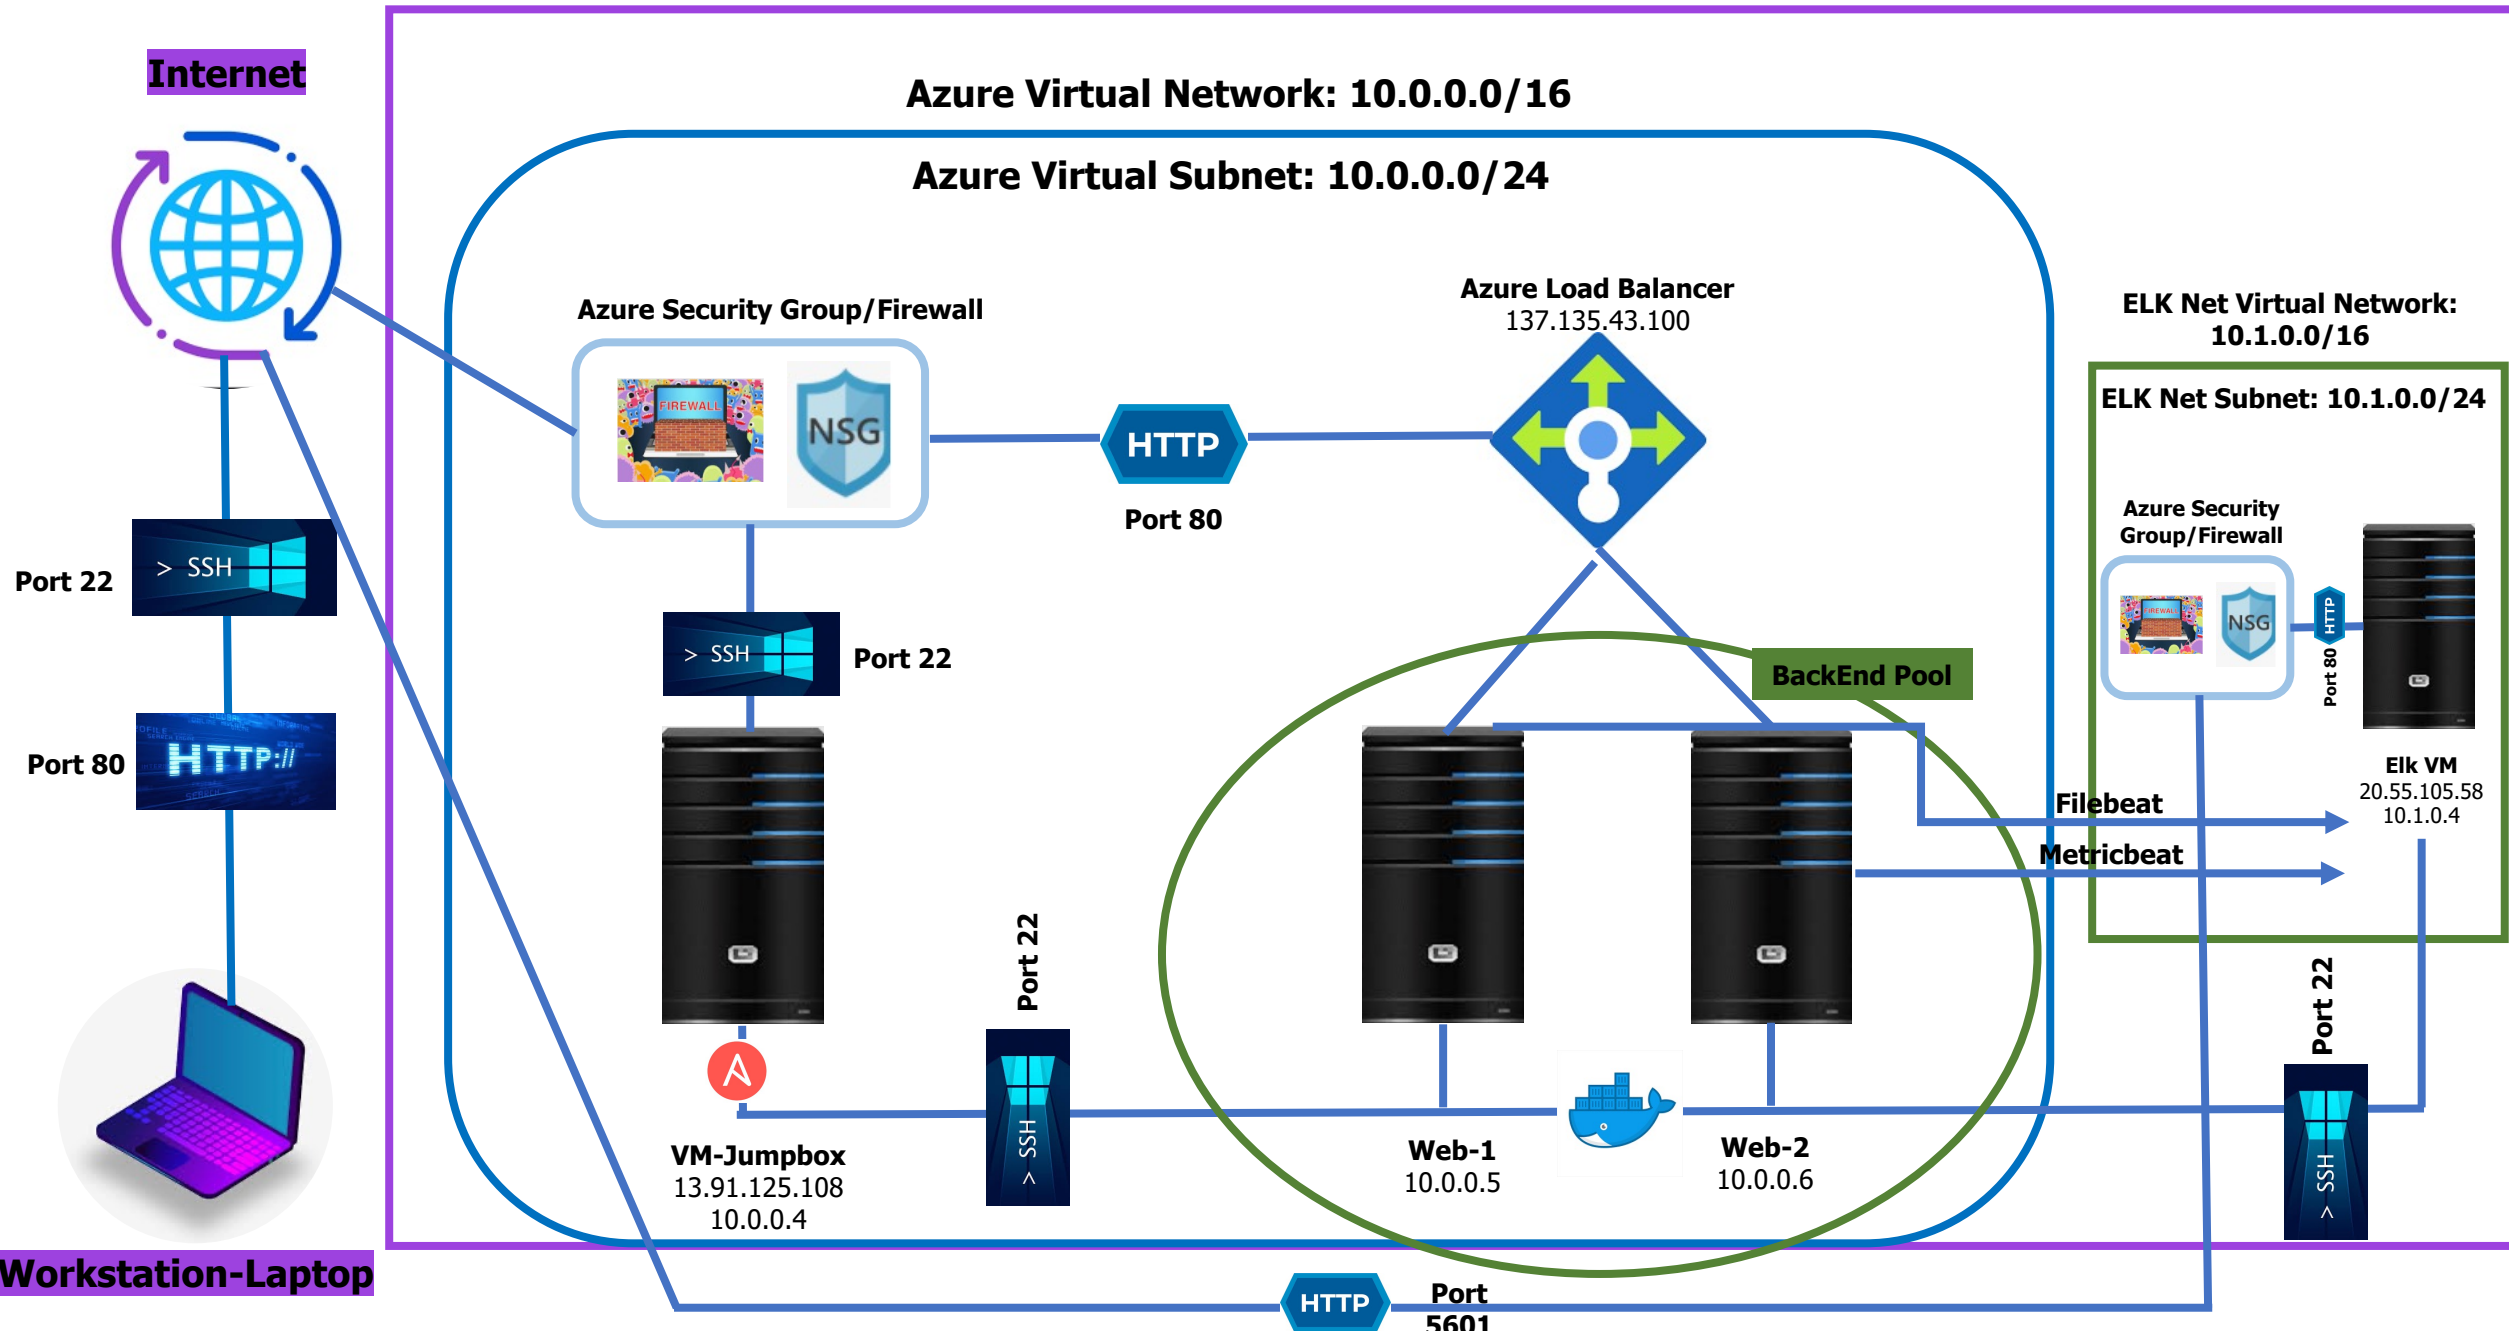 Internet
Azure Virtual Network: 10.0.0.0/16
Azure Virtual Subnet: 10.0.0.0/24
Azure Security Group/Firewall
FIREWALL
NSG
HTTP
Port 80
Azure Load Balancer
137.135.43.100
ELK Net Virtual Network:
10.1.0.0/16
ELK Net Subnet: 10.1.0.0/24
Azure Security
Group/Firewall
FIREWALL
NSG
HTTP
Port 80
Elk VM
20.55.105.58
10.1.0.4
Port 22
> SSH
Port 80
HTTP://
> SSH
Port 22
BackEnd Pool
Filebeat
Metricbeat
Port 22
> SSH
Port 22
> SSH
VM-Jumpbox
13.91.125.108
10.0.0.4
Web-1
10.0.0.5
Web-2
10.0.0.6
Workstation-Laptop
HTTP
Port
5601